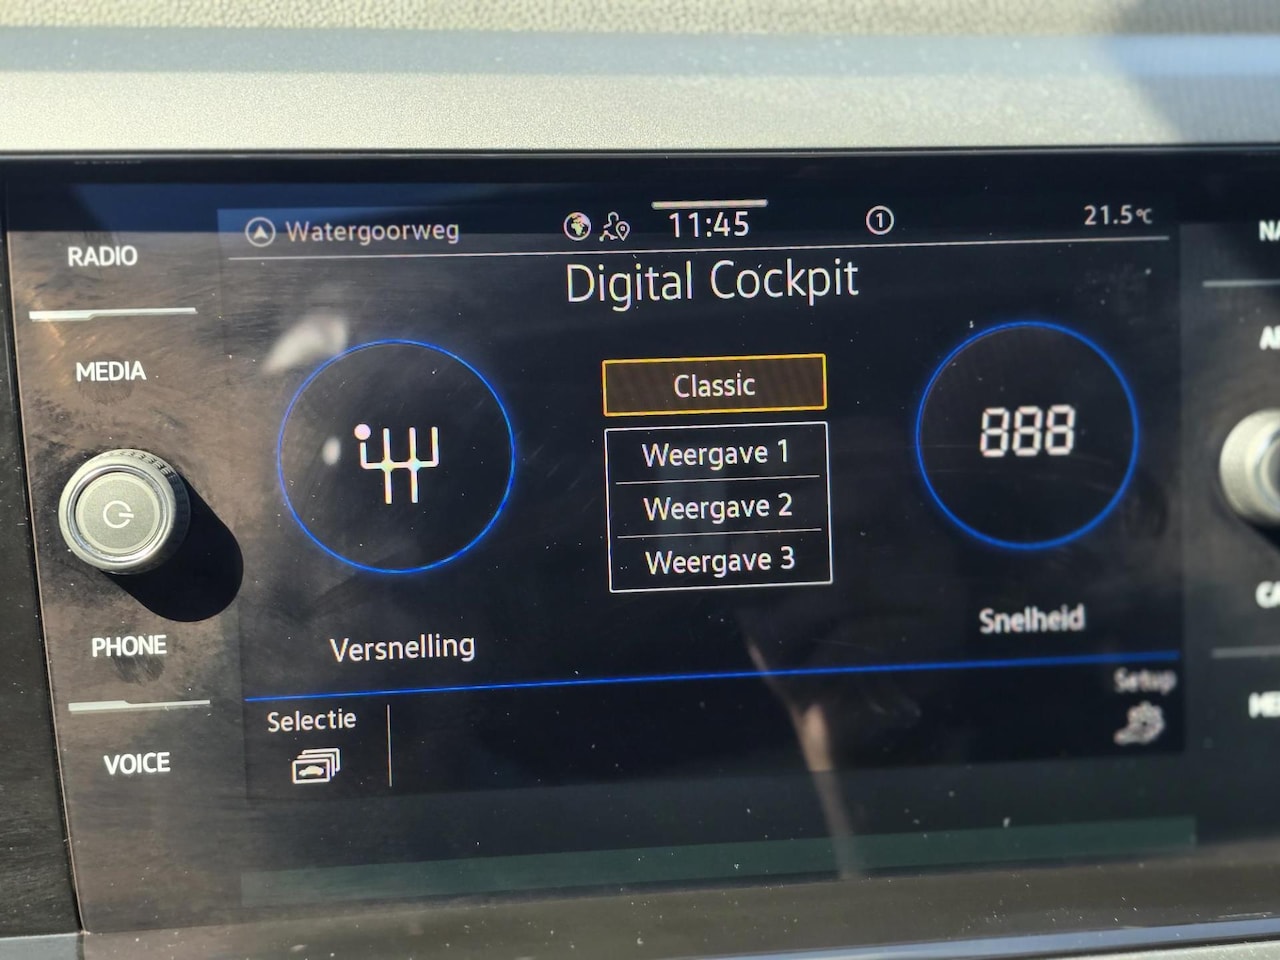 Watergoorweg
11:45
1
21.5°C
RADIO
Digital Cockpit
MEDIA
Classic
888
Weergave 1
Weergave 2
Weergave 3
PHONE
Versnelling
Snelheid
Setup
Selectie
VOICE